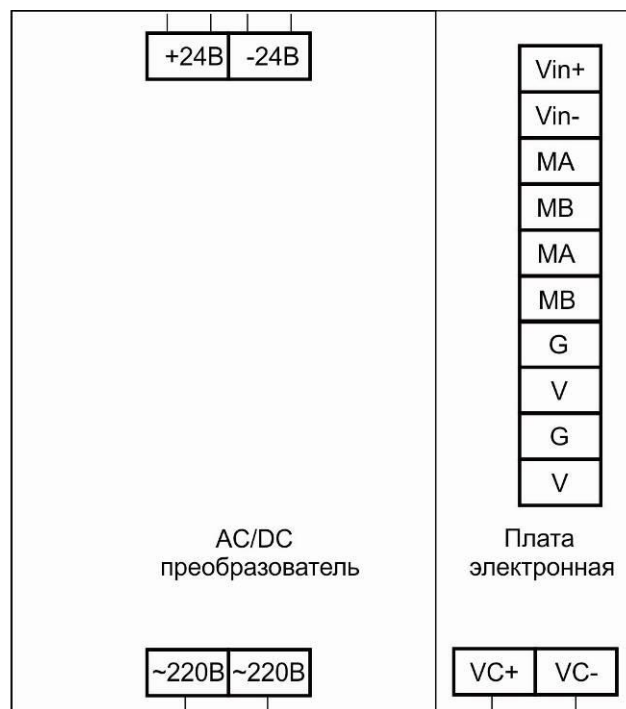 +24В -24В
Vin+
Vin-
MA
MB
MA
MB
G
V
G
V
AC/DC
преобразователь
Плата
электронная
~220В ~220В
VC+ VC-